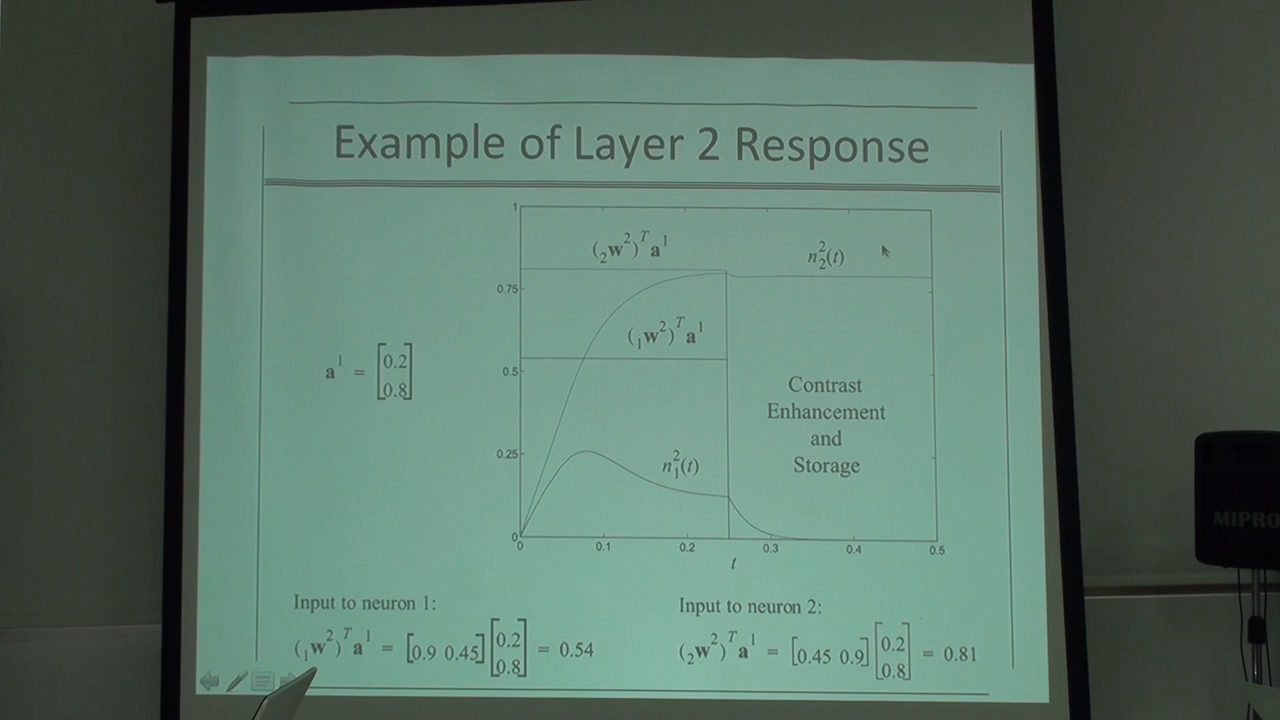 Example of Layer 2 Response
1
(₂w²)ᵀa¹
n²₂(t)
0.75
(₁w²)ᵀa¹
a¹ = [0.2
0.8]
0.5
Contrast
Enhancement
and
Storage
0.25
n²₁(t)
0
0 0.1 0.2 0.3 0.4 0.5
t
Input to neuron 1:
(₁w²)ᵀa¹ = [0.9 0.45] [0.2
0.8] = 0.54
Input to neuron 2:
(₂w²)ᵀa¹ = [0.45 0.9] [0.2
0.8] = 0.81
MIPRO